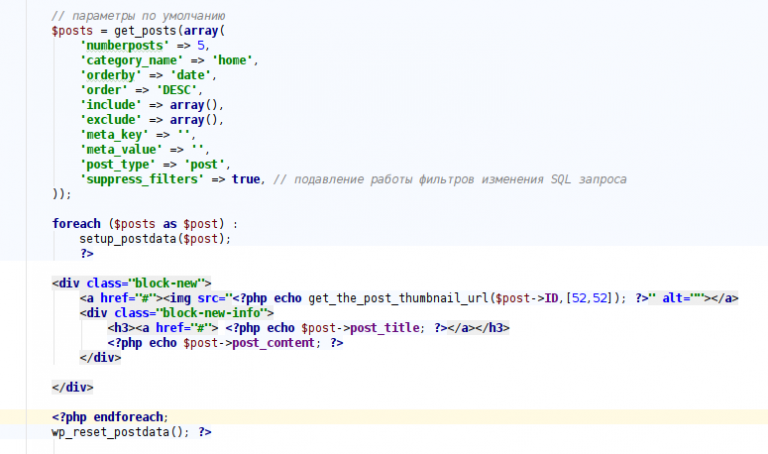 // параметры по умолчанию
$posts = get_posts(array(
'numberposts' => 5,
'category_name' => 'home',
'orderby' => 'date',
'order' => 'DESC',
'include' => array(),
'exclude' => array(),
'meta_key' => '',
'meta_value' => '',
'post_type' => 'post',
'suppress_filters' => true, // подавление работы фильтров изменения SQL запроса
));
foreach ($posts as $post) :
setup_postdata($post);
?>
<div class="block-new">
<a href="#"><img src="<?php echo get_the_post_thumbnail_url($post->ID,[52,52]); ?>" alt=""></a>
<div class="block-new-info">
<h3><a href="#"> <?php echo $post->post_title; ?></a></h3>
<?php echo $post->post_content; ?>
</div>
</div>
<?php endforeach;
wp_reset_postdata(); ?>